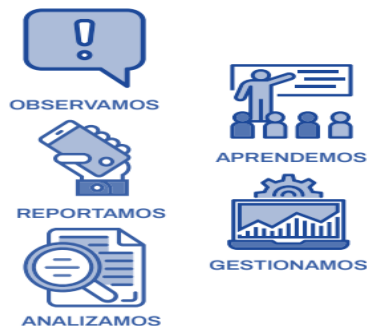 OBSERVAMOS
REPORTAMOS
ANALIZAMOS
APRENDEMOS
GESTIONAMOS